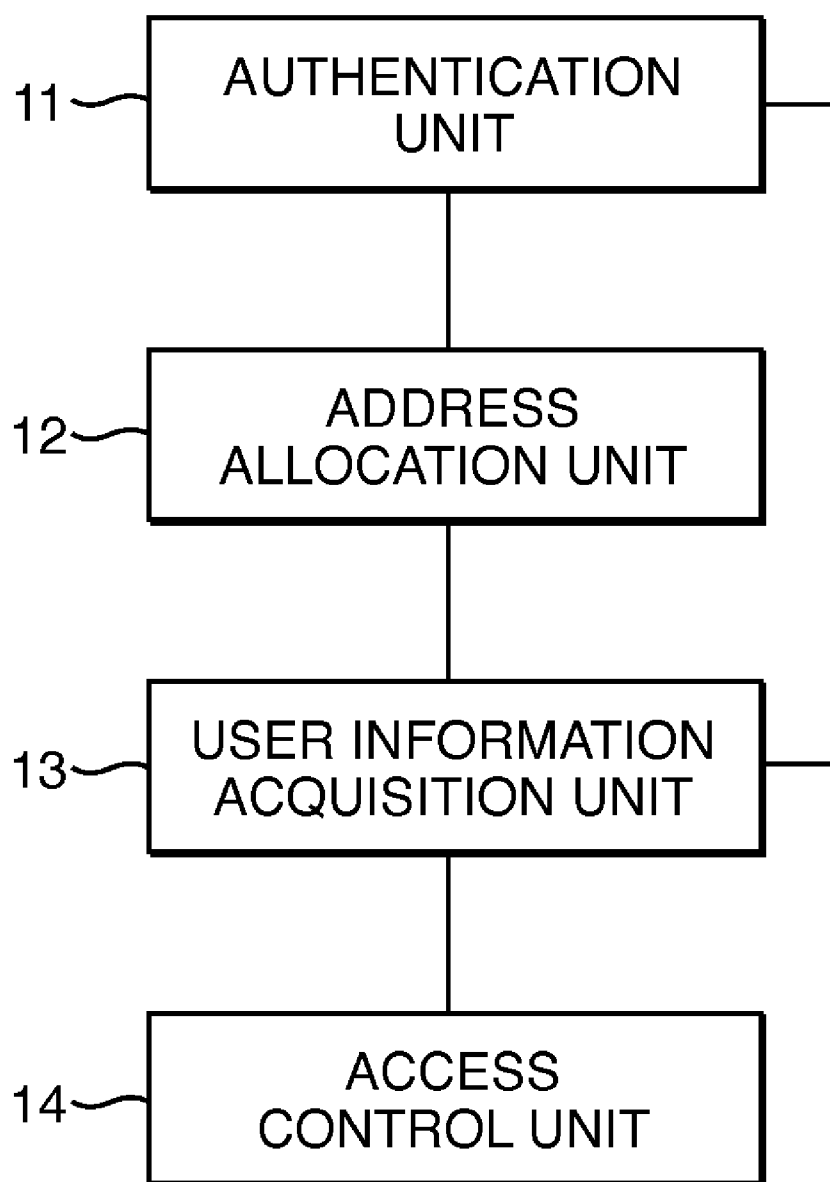 11
AUTHENTICATION
UNIT
12
ADDRESS
ALLOCATION UNIT
13
USER INFORMATION
ACQUISITION UNIT
14
ACCESS
CONTROL UNIT